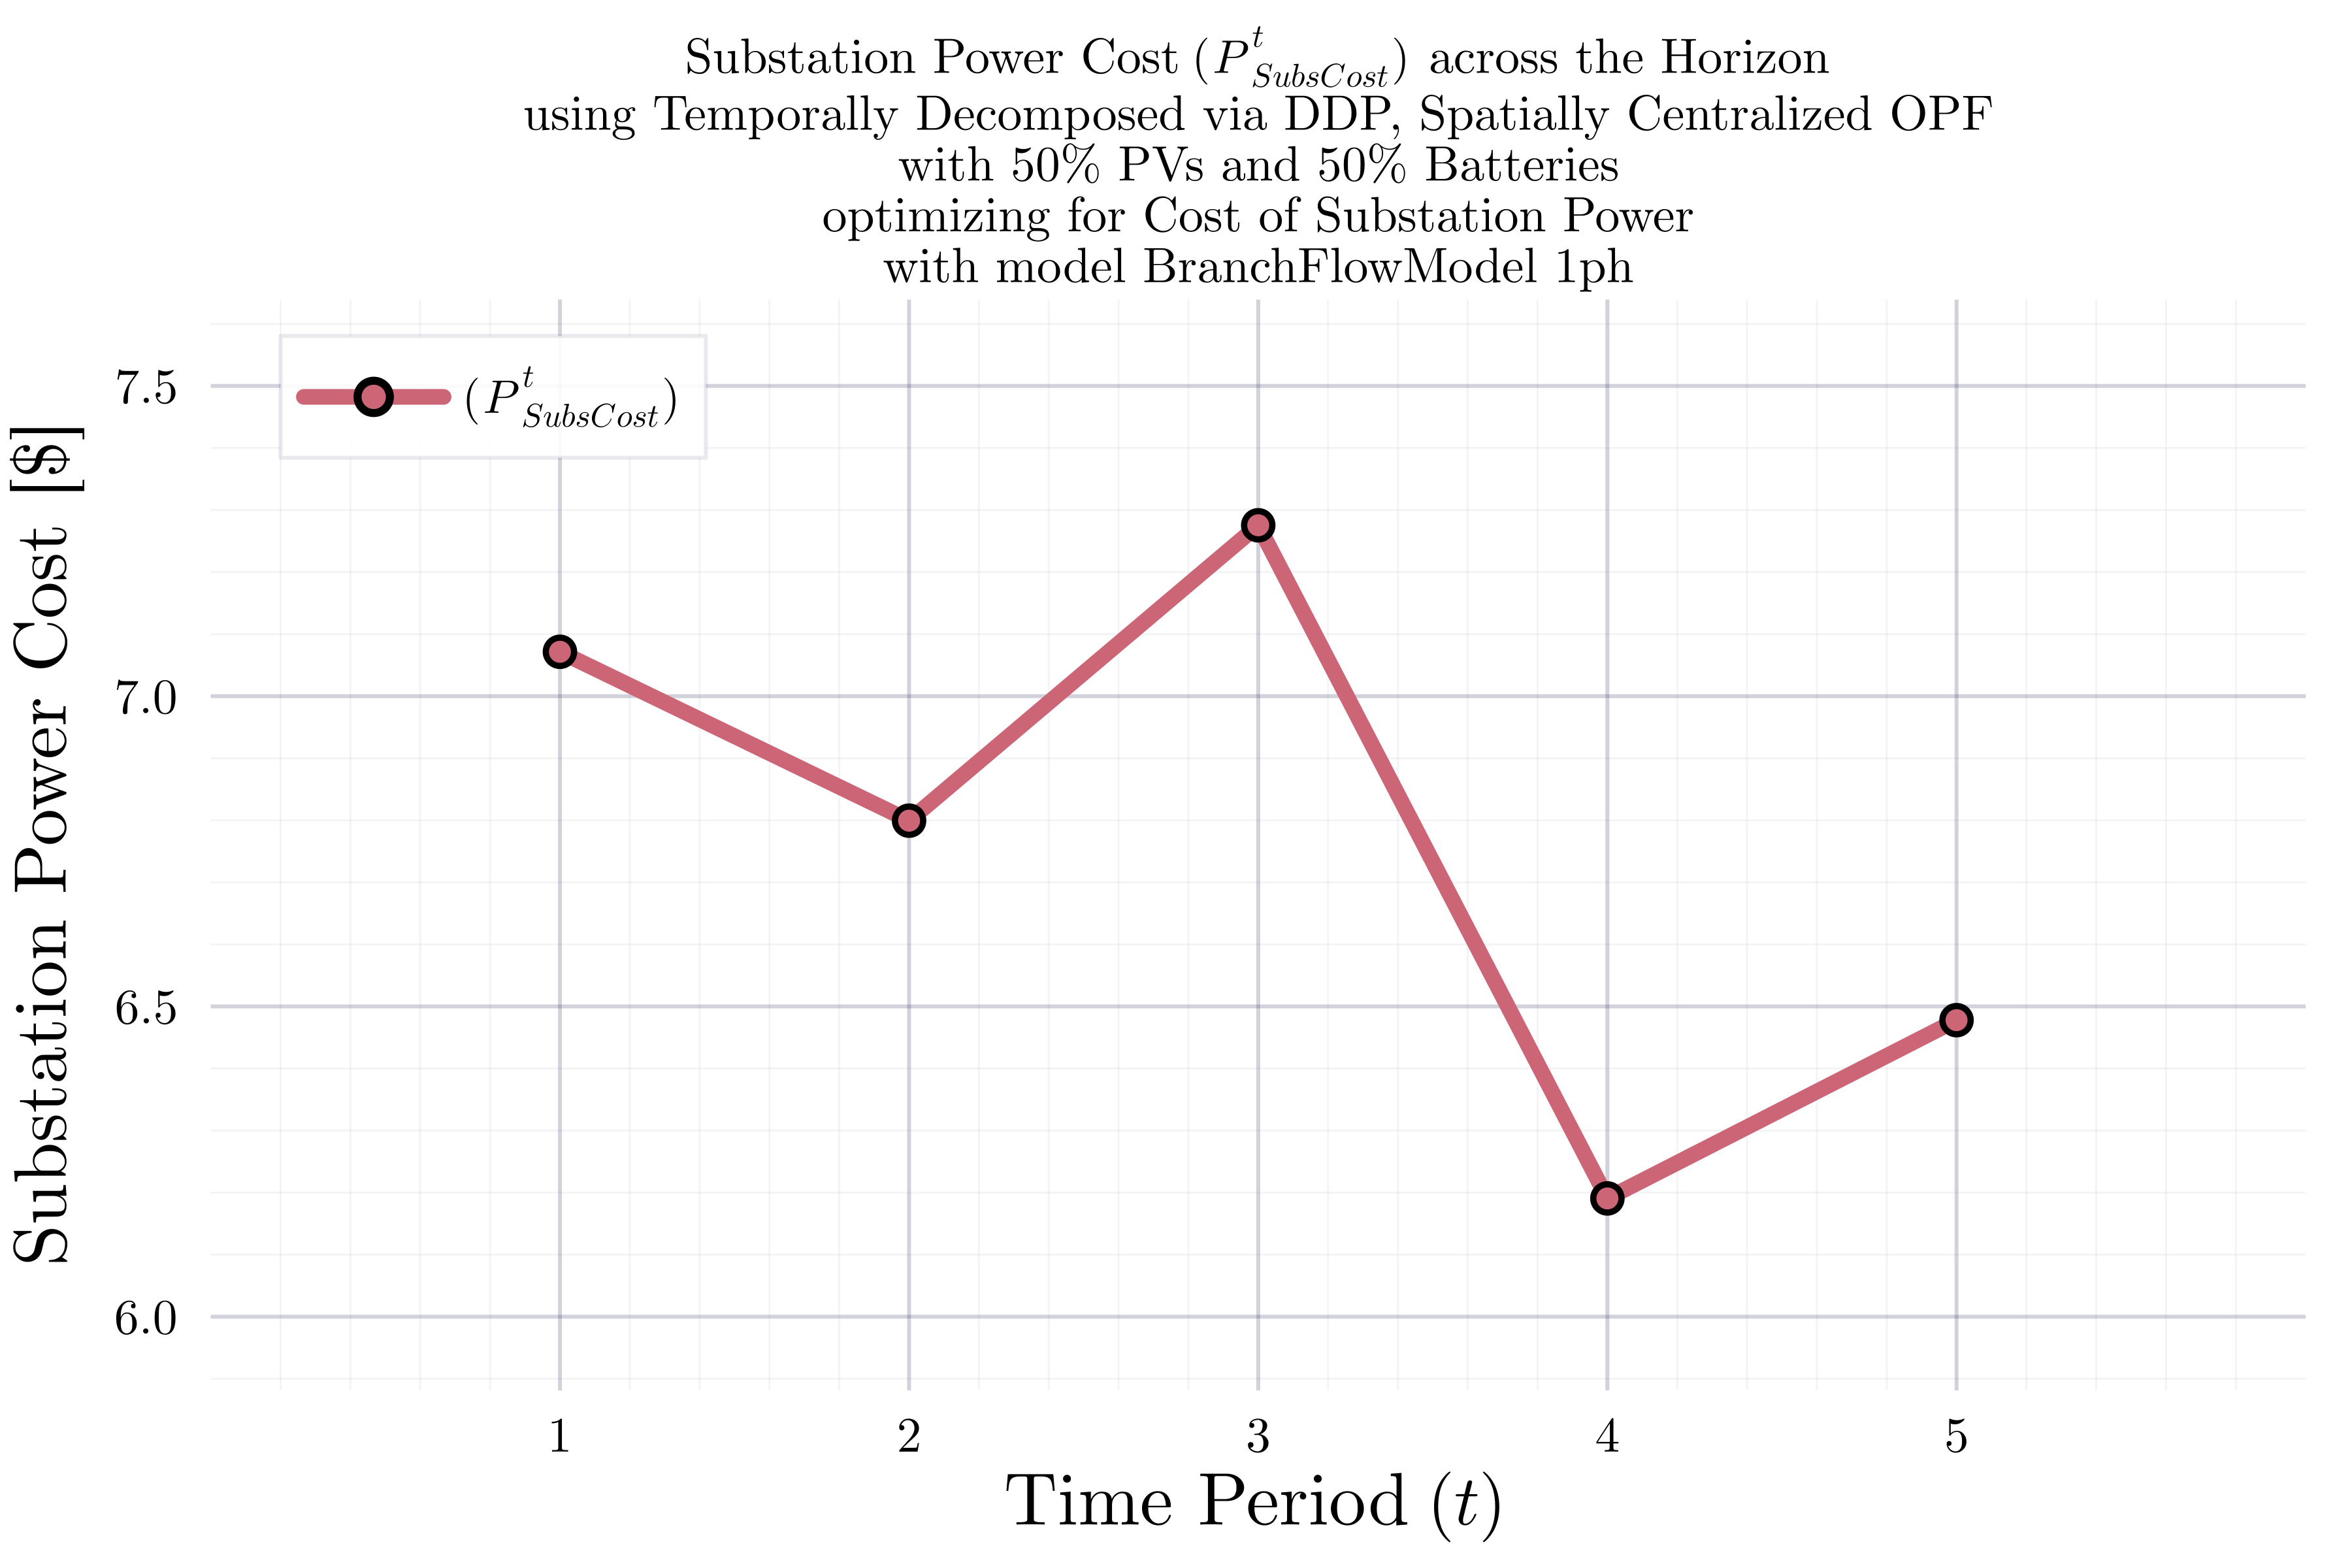 Substation Power Cost (P^t_SubsCost) across the Horizon
using Temporally Decomposed via DDP, Spatially Centralized OPF
with 50% PVs and 50% Batteries
optimizing for Cost of Substation Power
with model BranchFlowModel 1ph
(P^t_SubsCost)
Substation Power Cost [$]
7.5
7.0
6.5
6.0
1 2 3 4 5
Time Period (t)